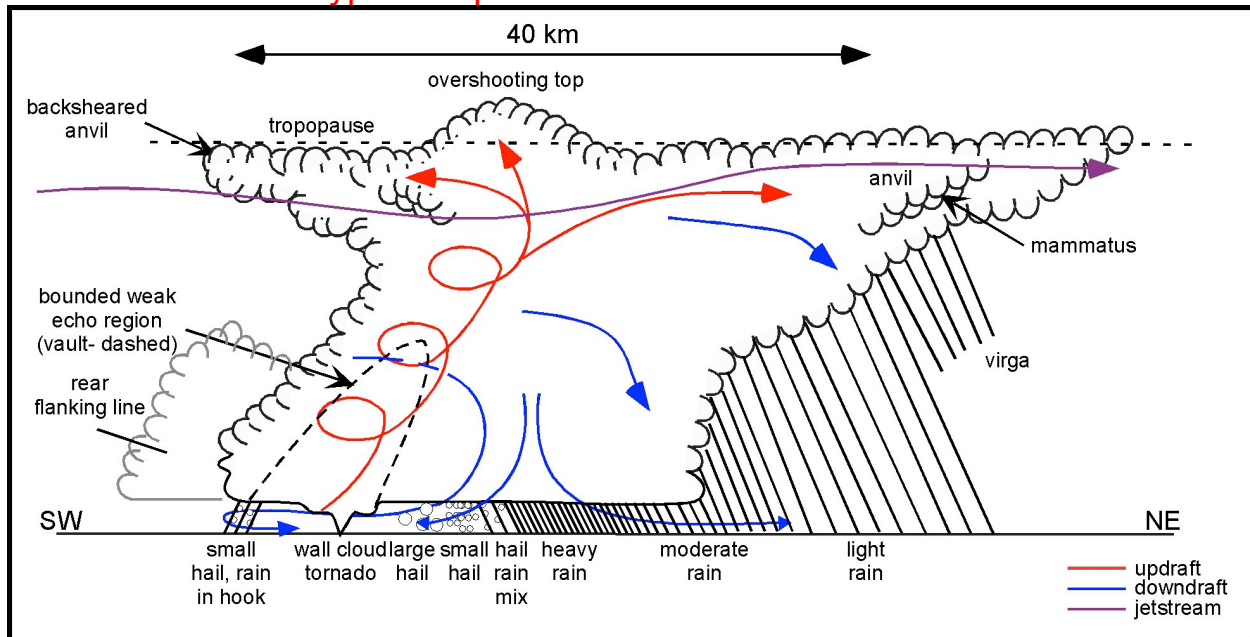 40 km
overshooting top
backsheared
anvil
tropopause
anvil
mammatus
bounded weak
echo region
(vault- dashed)
rear
flanking line
virga
SW
NE
small
hail, rain
in hook
wall cloud
tornado
large
hail
small
hail
hail
rain
mix
heavy
rain
moderate
rain
light
rain
updraft
downdraft
jetstream